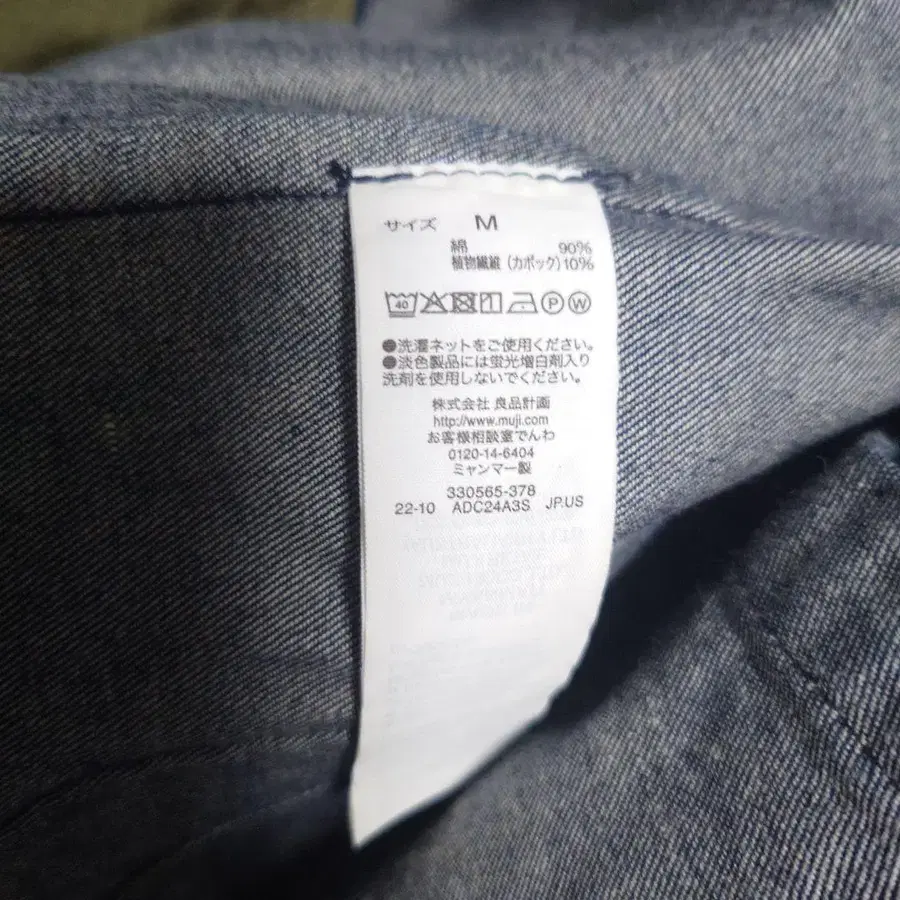 サイズ M
綿 90%
植物繊維 (カポック) 10%
40 P W
●洗濯ネットをご使用ください。
●淡色製品には蛍光増白剤入り
洗剤を使用しないでください。
株式会社 良品計画
http://www.muji.com
お客様相談室でんわ
0120-14-6404
ミャンマー製
330565-378
22-10 ADC24A3S JP.US